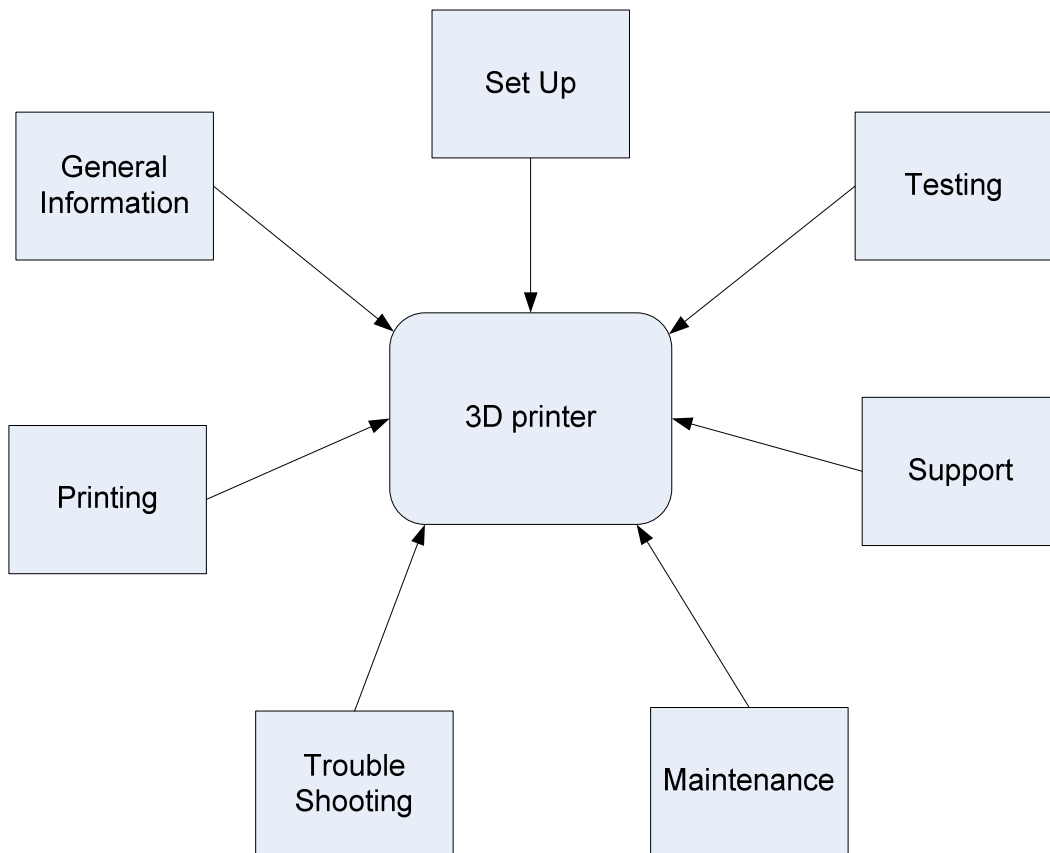 Set Up
General
Information
Testing
3D printer
Support
Printing
Trouble
Shooting
Maintenance